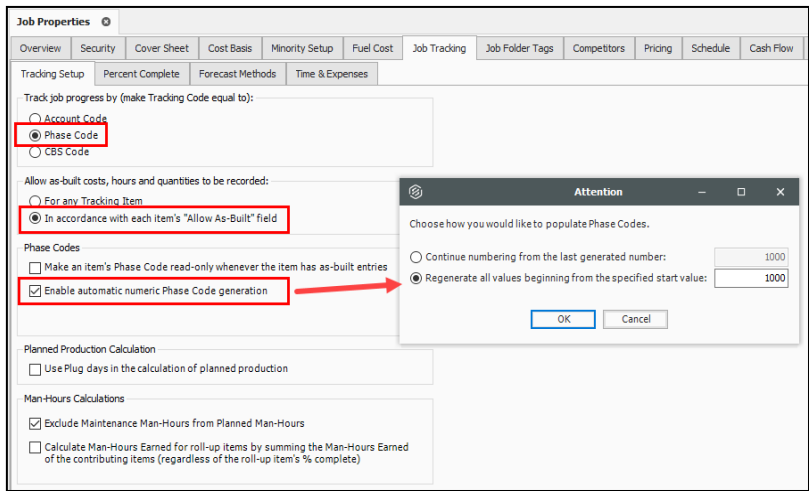 Job Properties
Overview Security Cover Sheet Cost Basis Minority Setup Fuel Cost Job Tracking Job Folder Tags Competitors Pricing Schedule Cash Flow
Tracking Setup Percent Complete Forecast Methods Time & Expenses
Track job progress by (make Tracking Code equal to):
Account Code
Phase Code
CBS Code
Allow as-built costs, hours and quantities to be recorded:
For any Tracking Item
In accordance with each item's "Allow As-Built" field
Phase Codes
Make an item's Phase Code read-only whenever the item has as-built entries
Enable automatic numeric Phase Code generation
Planned Production Calculation
Use Plug days in the calculation of planned production
Man-Hours Calculations
Exclude Maintenance Man-Hours from Planned Man-Hours
Calculate Man-Hours Earned for roll-up items by summing the Man-Hours Earned
of the contributing items (regardless of the roll-up item's % complete)
Attention
Choose how you would like to populate Phase Codes.
Continue numbering from the last generated number: 1000
Regenerate all values beginning from the specified start value: 1000
OK Cancel